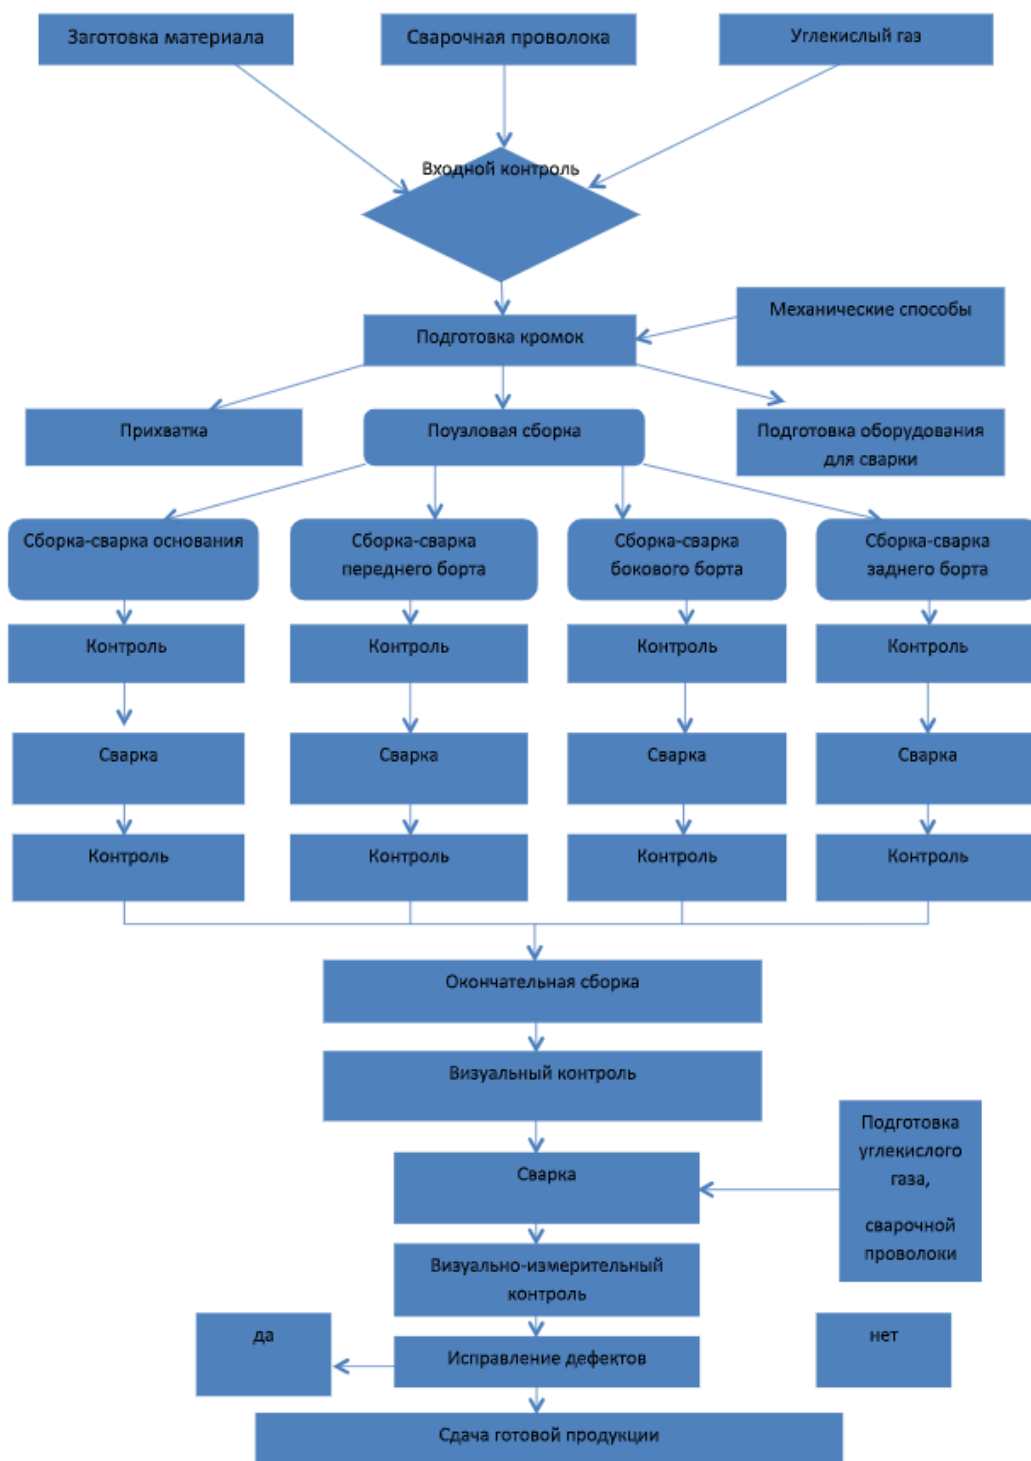 Заготовка материала
Сварочная проволока
Углекислый газ
Входной контроль
Механические способы
Подготовка кромок
Прихватка
Поузловая сборка
Подготовка оборудования
для сварки
Сборка-сварка основания
Сборка-сварка
переднего борта
Сборка-сварка
бокового борта
Сборка-сварка
заднего борта
Контроль
Контроль
Контроль
Контроль
Сварка
Сварка
Сварка
Сварка
Контроль
Контроль
Контроль
Контроль
Окончательная сборка
Визуальный контроль
Подготовка
углекислого
газа,
сварочной
проволоки
Сварка
Визуально-измерительный
контроль
да
нет
Исправление дефектов
Сдача готовой продукции